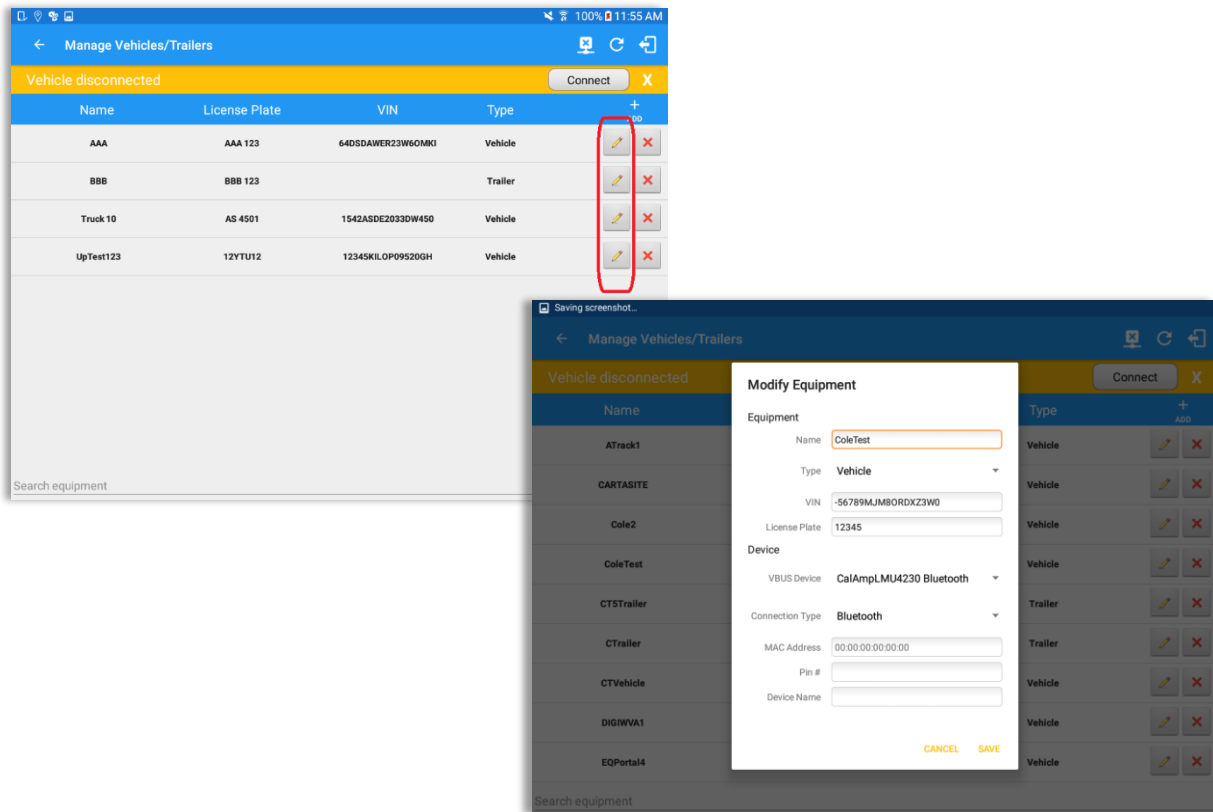 100% 11:55 AM
Manage Vehicles/Trailers
Vehicle disconnected Connect X
Name License Plate VIN Type + ADD
AAA AAA 123 64DSDAWER23W6OMKI Vehicle
BBB BBB 123 Trailer
Truck 10 AS 4501 1542ASDE2033DW450 Vehicle
UpTest123 12YTU12 12345KILOP09520GH Vehicle
Search equipment
Saving screenshot...
Manage Vehicles/Trailers
Vehicle disconnected Connect X
Name Type + ADD
ATrack1 Vehicle
CARTASITE Vehicle
Cole2 Vehicle
ColeTest Vehicle
CT5Trailer Trailer
CTrailer Trailer
CTVehicle Vehicle
DIGIWVA1 Vehicle
EQPortal4 Vehicle
Search equipment
Modify Equipment
Equipment
Name ColeTest
Type Vehicle
VIN -56789MJM8ORDXZ3W0
License Plate 12345
Device
VBUS Device CalAmpLMU4230 Bluetooth
Connection Type Bluetooth
MAC Address 00:00:00:00:00:00
Pin #
Device Name
CANCEL SAVE